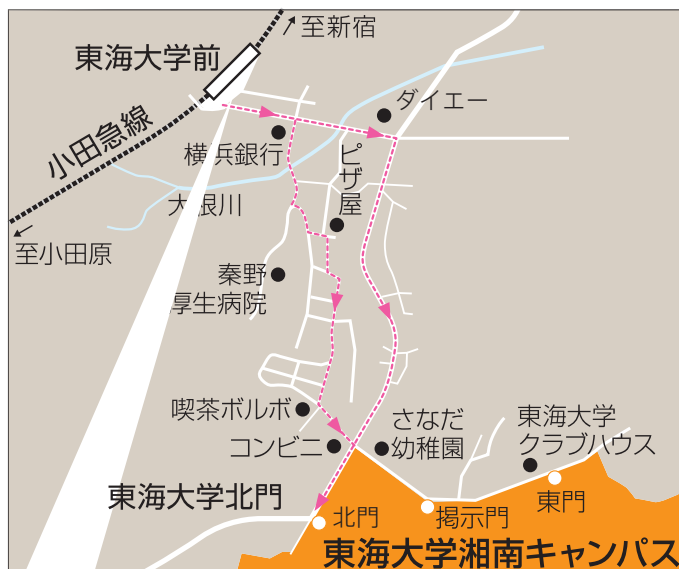 至新宿
東海大学前
ダイエー
小田急線
横浜銀行
ピザ屋
大根川
至小田原
秦野
厚生病院
喫茶ボルボ
さなだ
幼稚園
コンビニ
東海大学
クラブハウス
東海大学北門
北門
掲示門
東門
東海大学湘南キャンパス